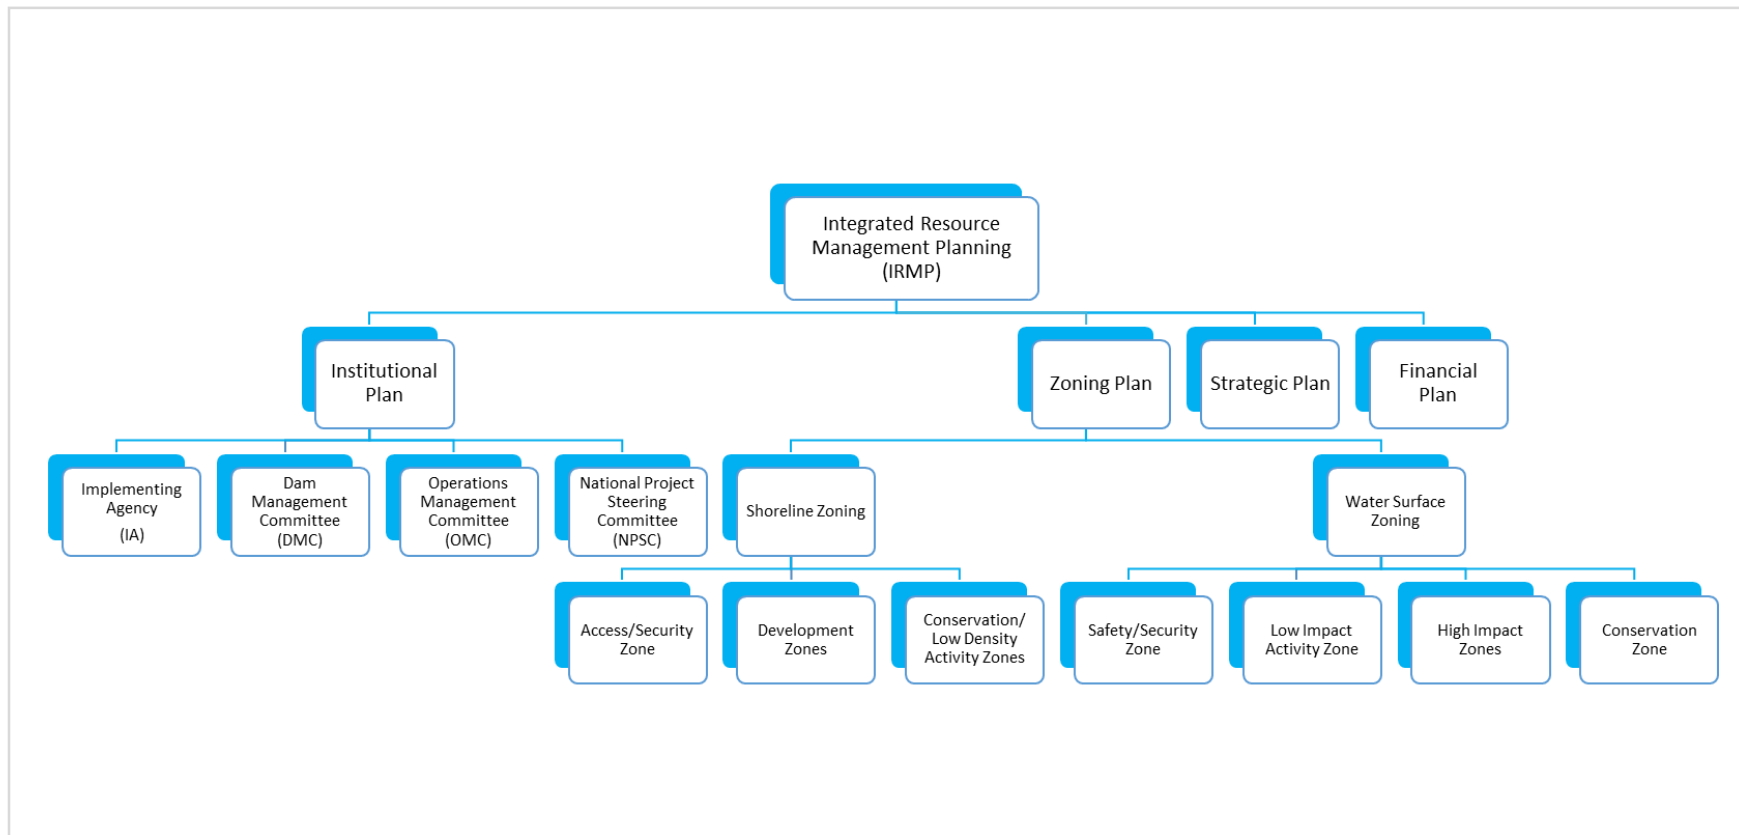 Integrated Resource
Management Planning
(IRMP)
Institutional
Plan
Zoning Plan
Strategic Plan
Financial
Plan
Implementing
Agency
(IA)
Dam
Management
Committee
(DMC)
Operations
Management
Committee
(OMC)
National Project
Steering
Committee
(NPSC)
Shoreline Zoning
Water Surface
Zoning
Access/Security
Zone
Development
Zones
Conservation/
Low Density
Activity Zones
Safety/Security
Zone
Low Impact
Activity Zone
High Impact
Zones
Conservation
Zone